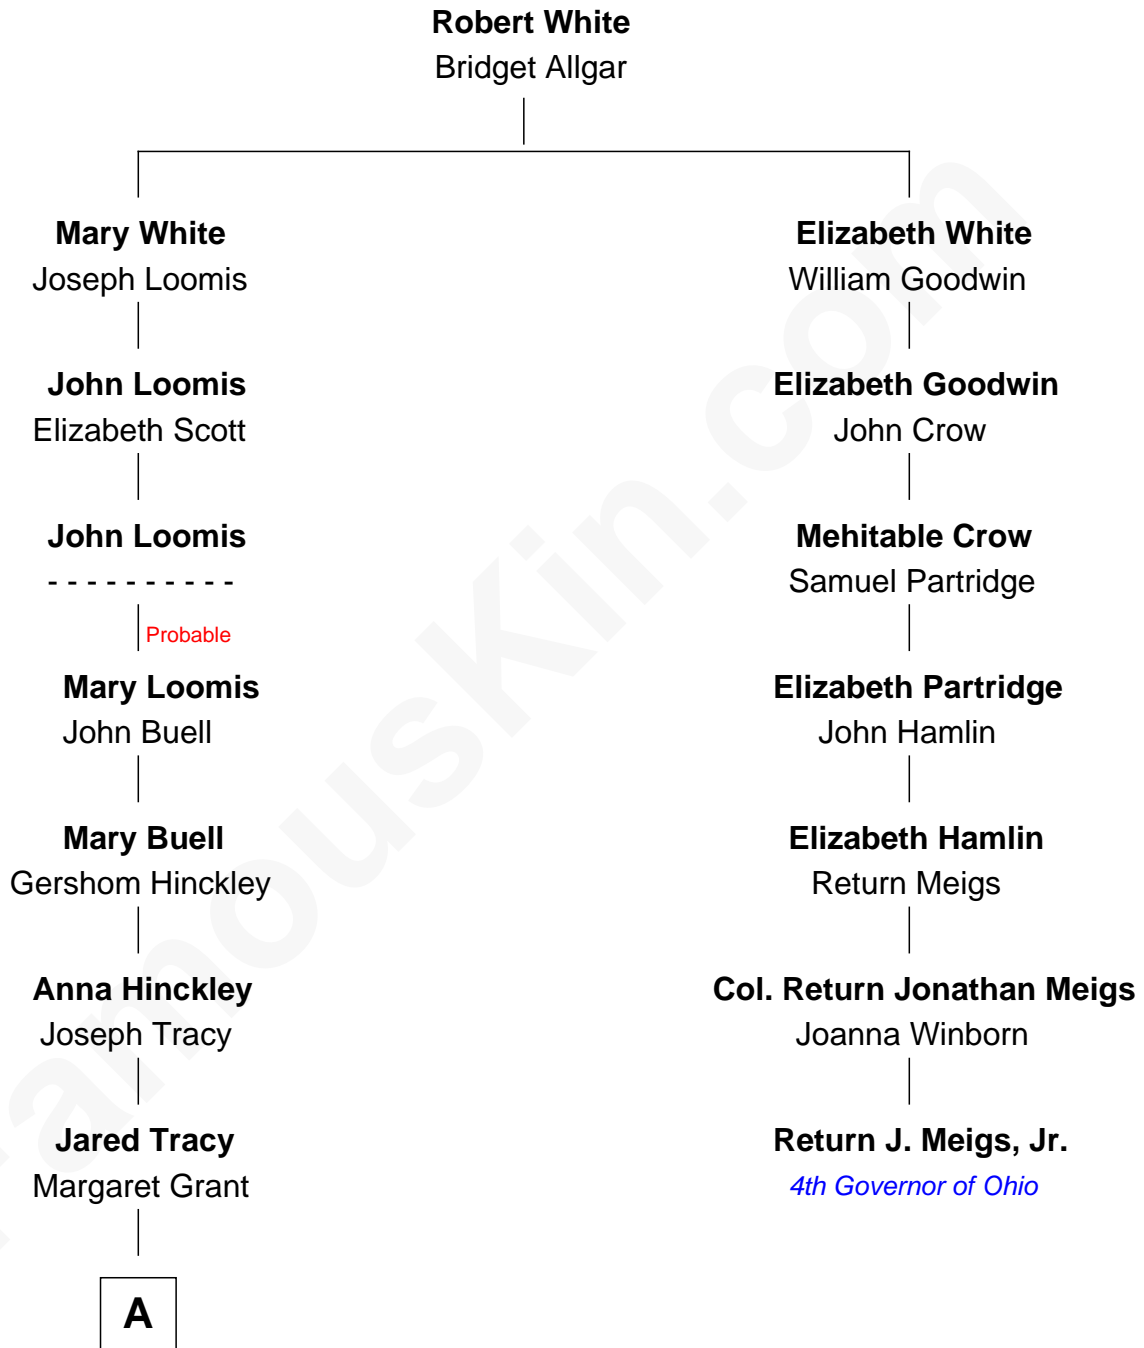 Robert White
Bridget Allgar
Mary White
Joseph Loomis
John Loomis
Elizabeth Scott
John Loomis
- - - - - - - - - -
Probable
Mary Loomis
John Buell
Mary Buell
Gershom Hinckley
Anna Hinckley
Joseph Tracy
Jared Tracy
Margaret Grant
A
Elizabeth White
William Goodwin
Elizabeth Goodwin
John Crow
Mehitable Crow
Samuel Partridge
Elizabeth Partridge
John Hamlin
Elizabeth Hamlin
Return Meigs
Col. Return Jonathan Meigs
Joanna Winborn
Return J. Meigs, Jr.
4th Governor of Ohio
FamousKin.com